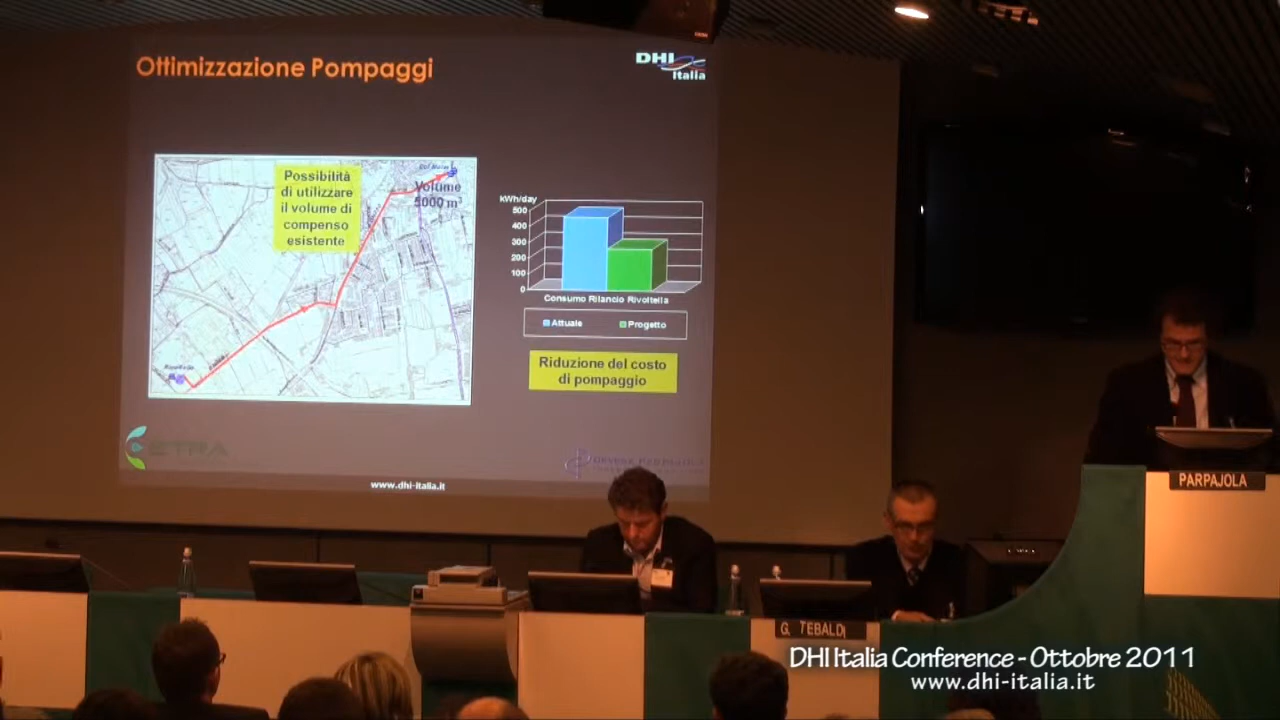 Ottimizzazione Pompaggi
DHI
Italia
Possibilità
di utilizzare
il volume di
compenso
esistente
Volume
5000 m³
kWh/day
500
400
300
200
100
0
Consumo Rilancio Rivoltella
Attuale
Progetto
Riduzione del costo
di pompaggio
ETRA
www.dhi-italia.it
PARPAJOLA
G. TEBALDI
DHI Italia Conference - Ottobre 2011
www.dhi-italia.it